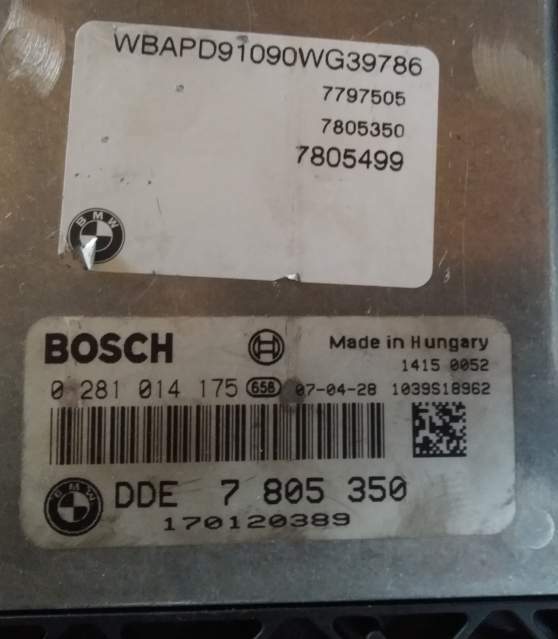 WBAPD91090WG39786
7797505
7805350
7805499
BMW
BOSCH
Made in Hungary
1415 0052
0 281 014 175 658 07-04-28 1039S18962
BMW
DDE 7 805 350
170120389